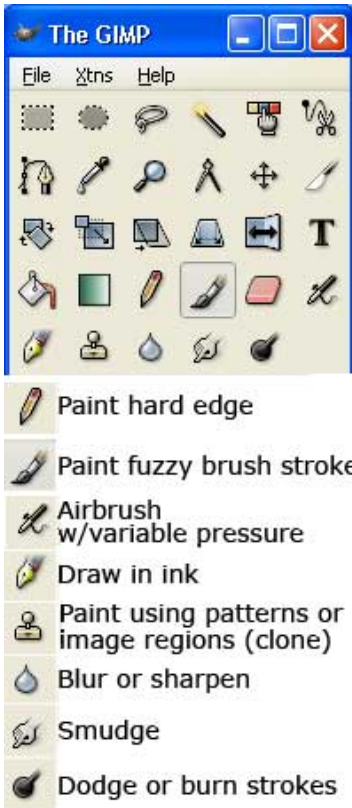 The GIMP
File Xtns Help
T
Paint hard edge
Paint fuzzy brush stroke
Airbrush
w/variable pressure
Draw in ink
Paint using patterns or
image regions (clone)
Blur or sharpen
Smudge
Dodge or burn strokes